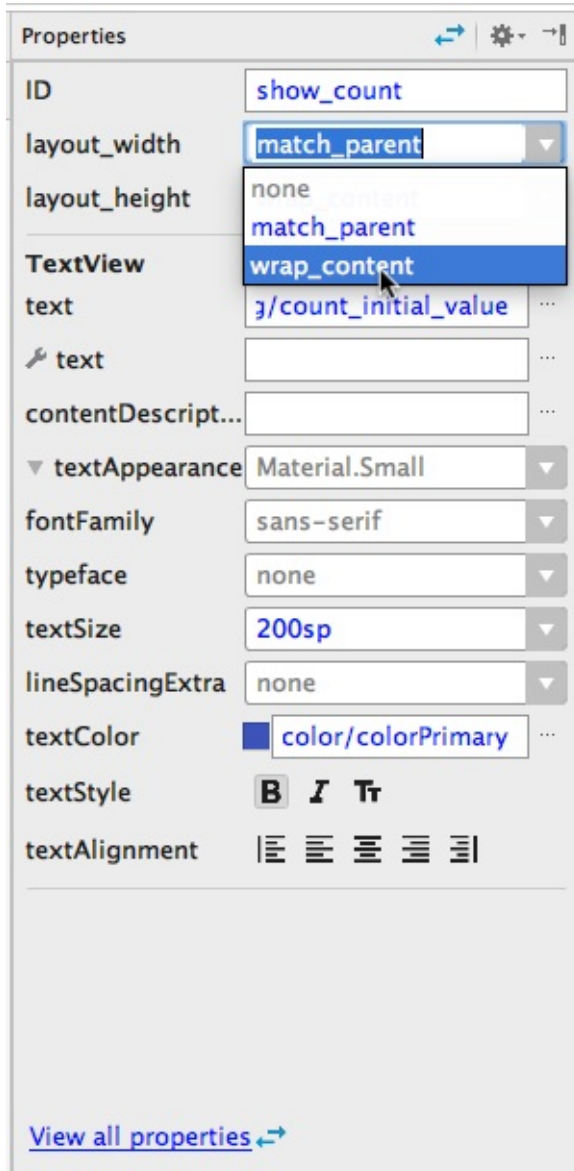 Properties
ID show_count
layout_width match_parent
layout_height
none
match_parent
wrap_content
TextView
text g/count_initial_value ...
text ...
contentDescript... ...
textAppearance Material.Small
fontFamily sans-serif
typeface none
textSize 200sp
lineSpacingExtra none
textColor color/colorPrimary ...
textStyle B I Tт
textAlignment
View all properties